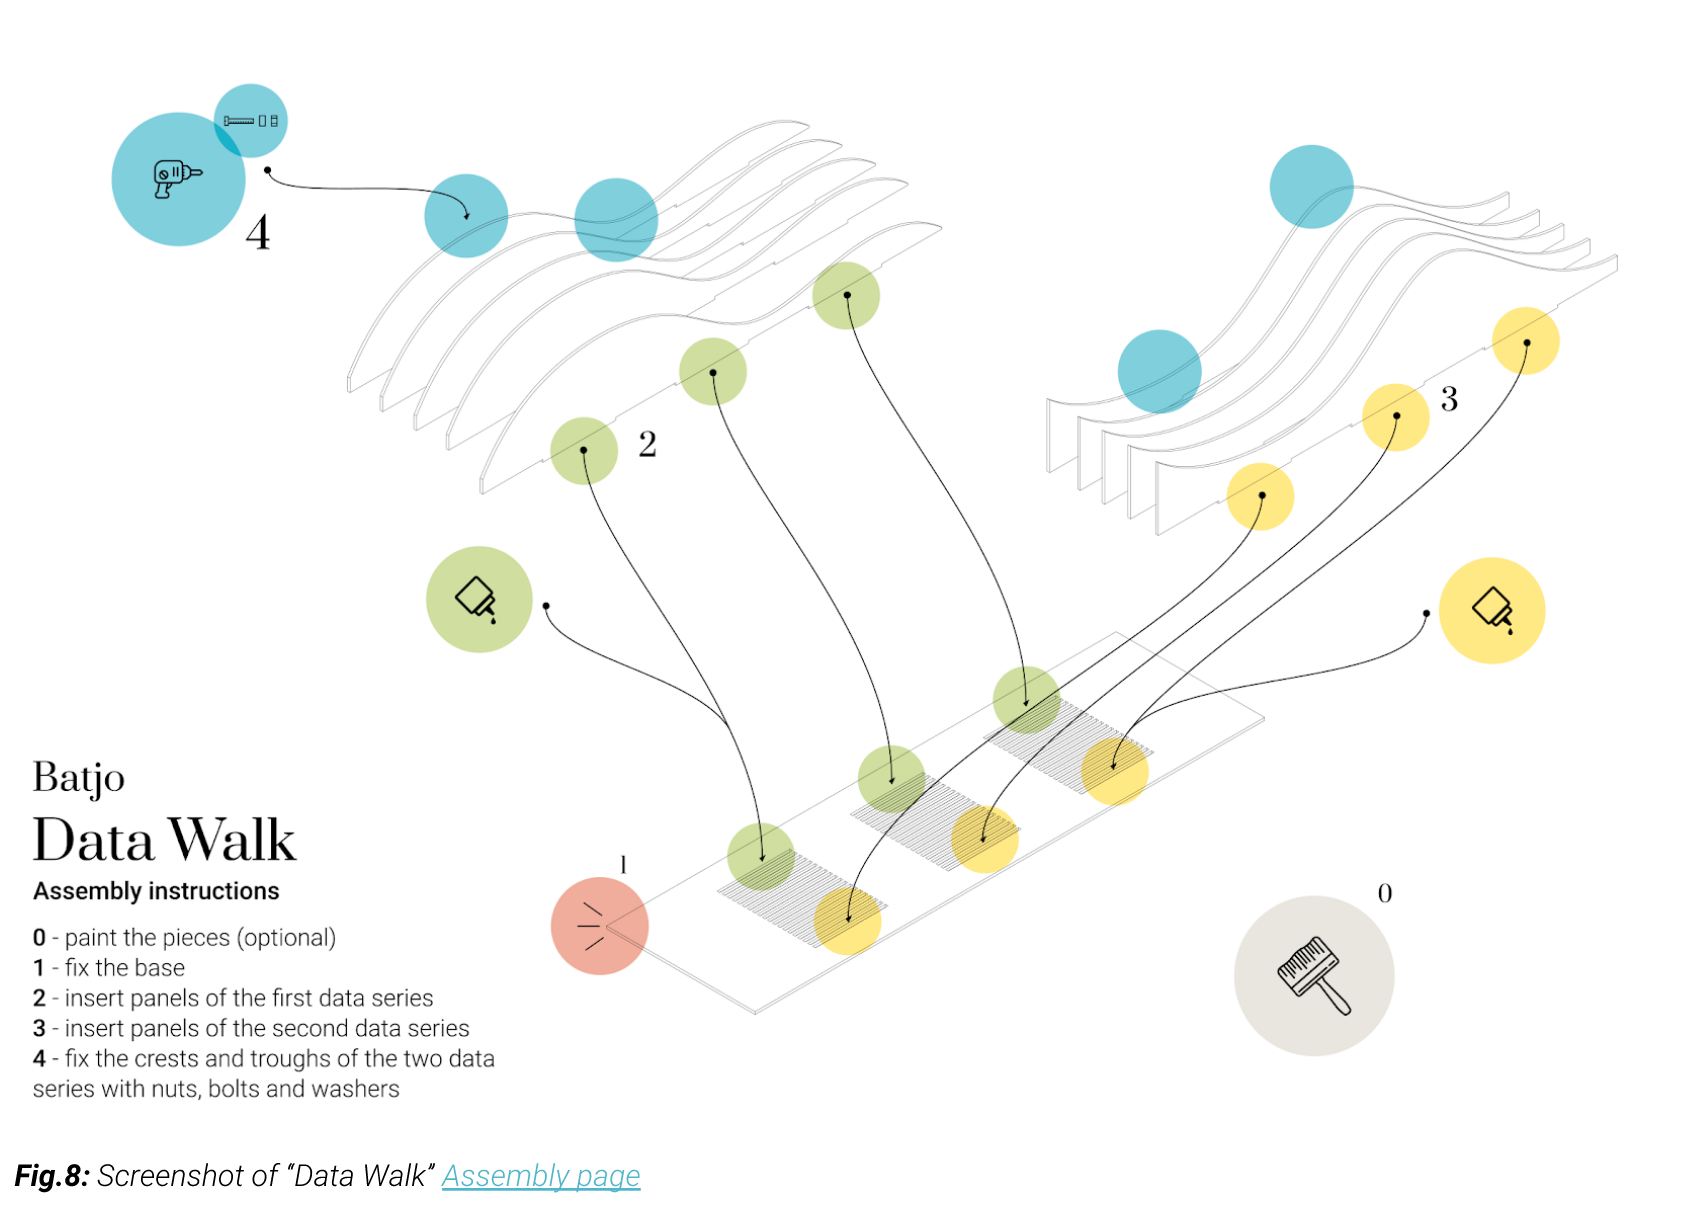 4
2
3
1
0
Batjo
Data Walk
Assembly instructions
0 - paint the pieces (optional)
1 - fix the base
2 - insert panels of the first data series
3 - insert panels of the second data series
4 - fix the crests and troughs of the two data
series with nuts, bolts and washers
Fig.8: Screenshot of “Data Walk” Assembly page